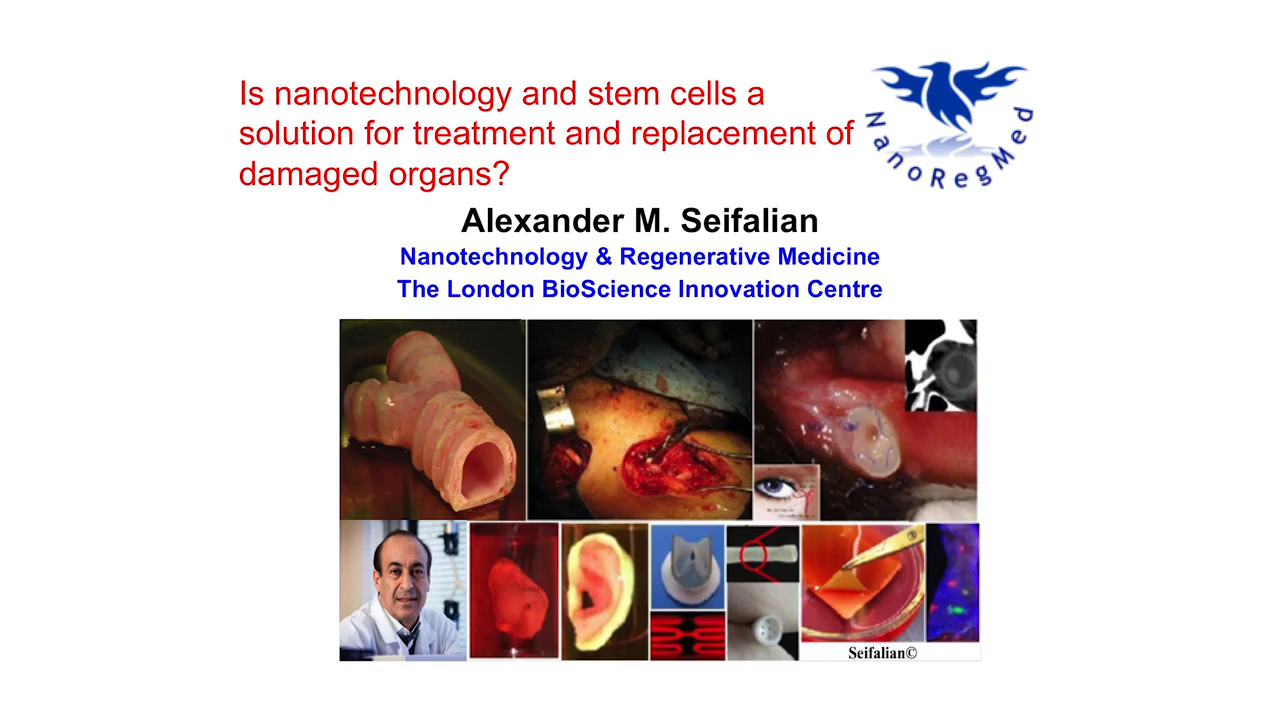 Is nanotechnology and stem cells a
solution for treatment and replacement of
damaged organs?
NanoRegMed
Alexander M. Seifalian
Nanotechnology & Regenerative Medicine
The London BioScience Innovation Centre
Seifalian©